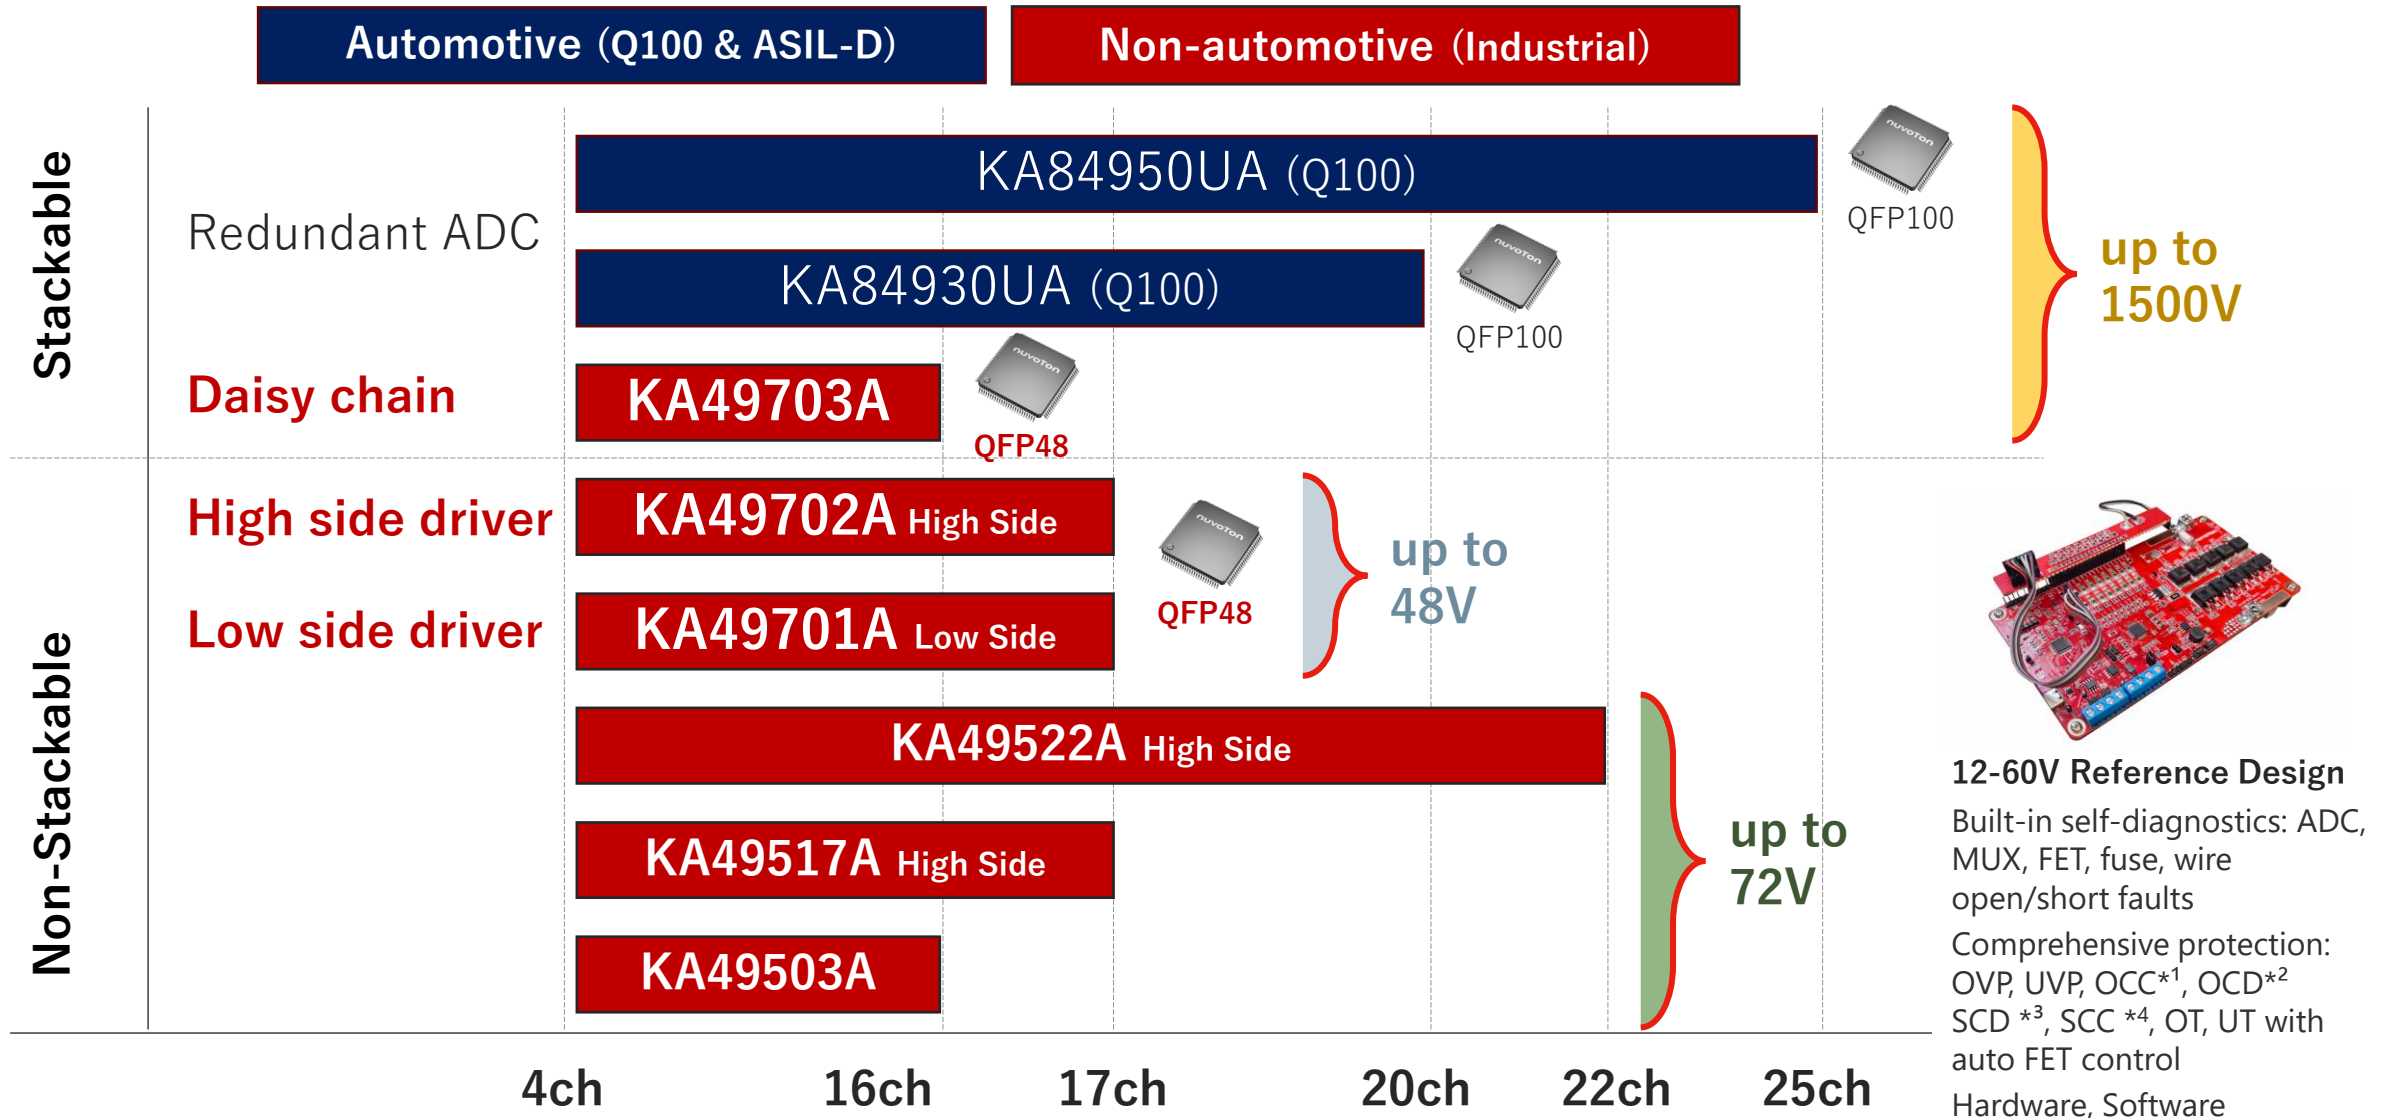 Automotive (Q100 & ASIL-D)
Non-automotive (Industrial)
Stackable
Redundant ADC
KA84950UA (Q100)
nuvoTon
QFP100
KA84930UA (Q100)
nuvoTon
QFP100
up to
1500V
Daisy chain
KA49703A
nuvoTon
QFP48
Non-Stackable
High side driver
KA49702A High Side
nuvoTon
QFP48
up to
48V
Low side driver
KA49701A Low Side
KA49522A High Side
KA49517A High Side
KA49503A
up to
72V
12-60V Reference Design
Built-in self-diagnostics: ADC,
MUX, FET, fuse, wire
open/short faults
Comprehensive protection:
OVP, UVP, OCC*¹, OCD*²
SCD *³, SCC *⁴, OT, UT with
auto FET control
Hardware, Software
4ch
16ch
17ch
20ch
22ch
25ch